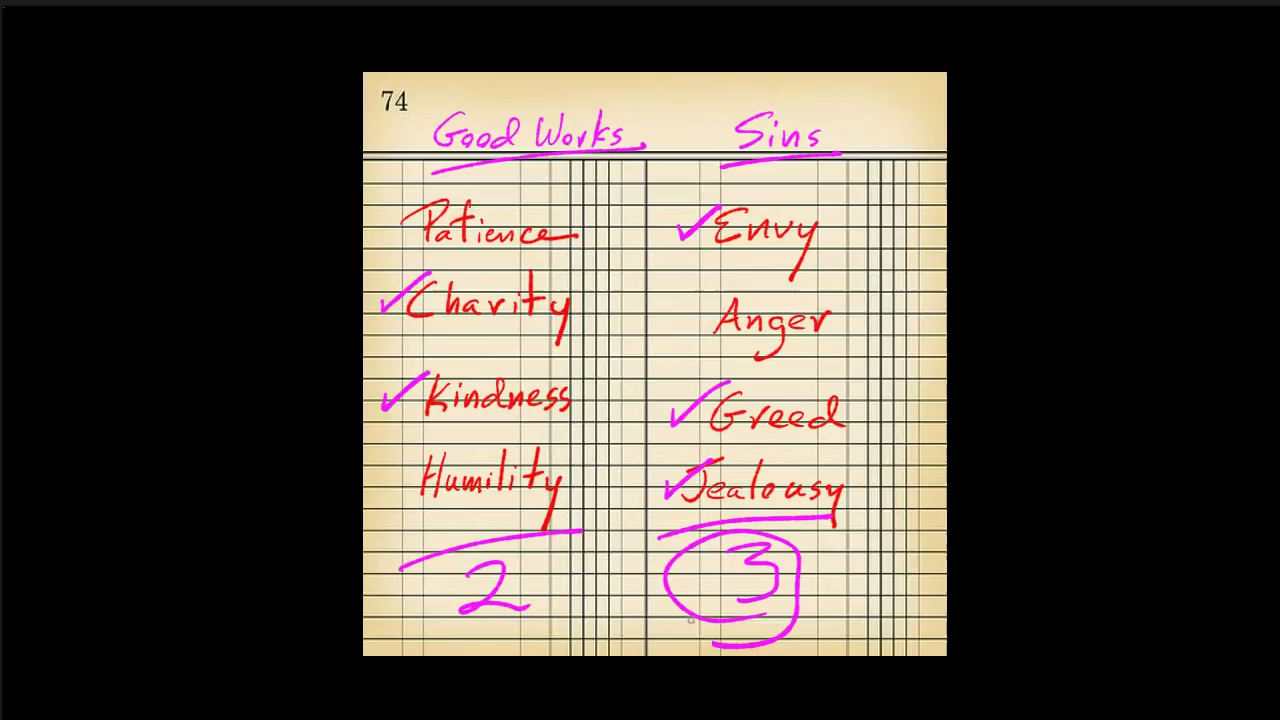 74
Good Works Sins
Patience ✓ Envy
✓ Charity Anger
✓ Kindness ✓ Greed
Humility ✓ Jealousy
2 3